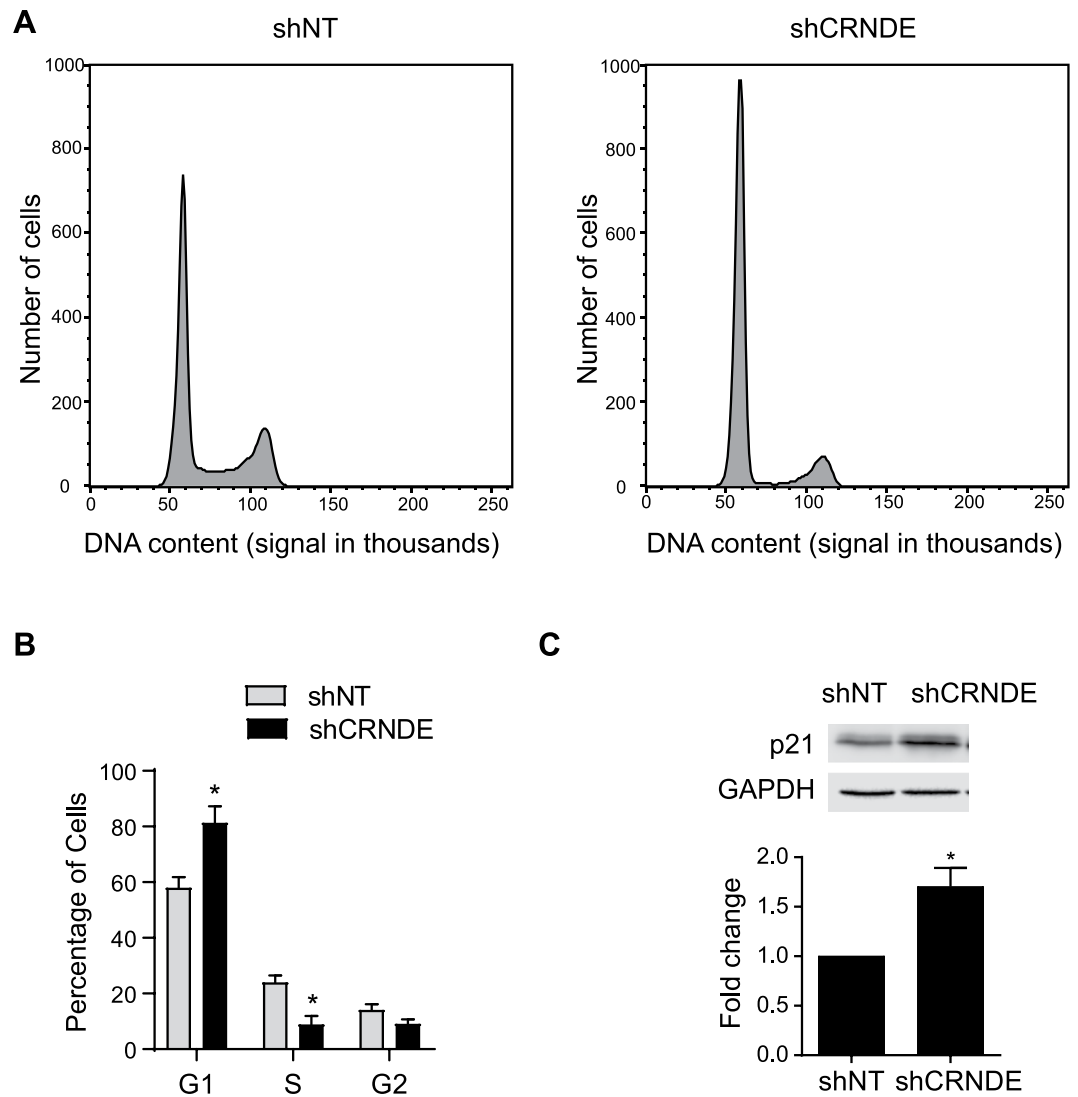 A
shNT
shCRNDE
1000
800
600
400
200
0
Number of cells
0 50 100 150 200 250
DNA content (signal in thousands)
1000
800
600
400
200
0
Number of cells
0 50 100 150 200 250
DNA content (signal in thousands)
B
shNT
shCRNDE
100
80
60
40
20
0
Percentage of Cells
*
*
G1 S G2
C
shNT shCRNDE
p21
GAPDH
2.0
1.5
1.0
0.5
0.0
Fold change
*
shNT shCRNDE